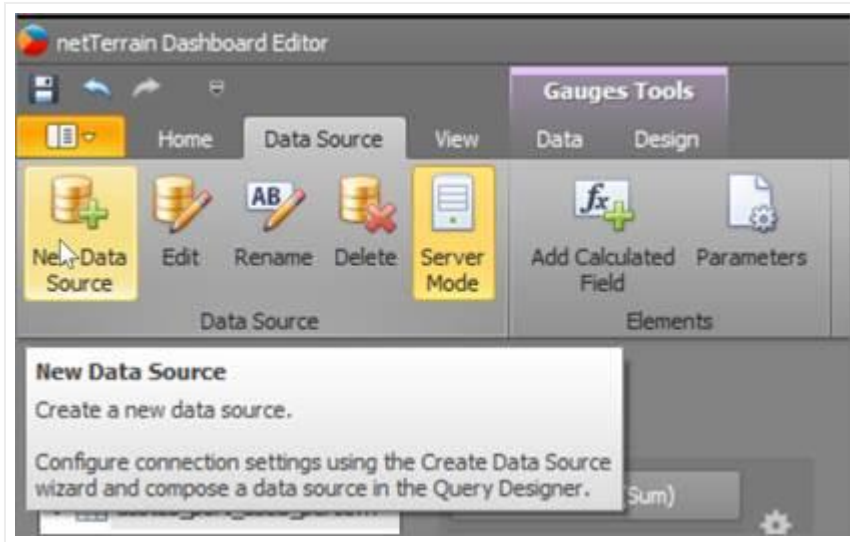 netTerrain Dashboard Editor
Gauges Tools
Home Data Source View Data Design
AB
fx
New Data Source
Edit
Rename
Delete
Server Mode
Add Calculated Field
Parameters
Data Source
Elements
New Data Source
Create a new data source.
Configure connection settings using the Create Data Source
wizard and compose a data source in the Query Designer.
(Sum)